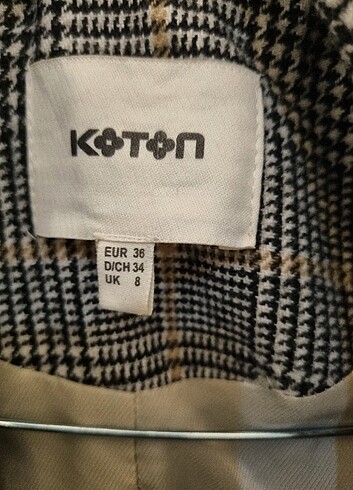 KOTON
EUR 36
D/CH 34
UK 8